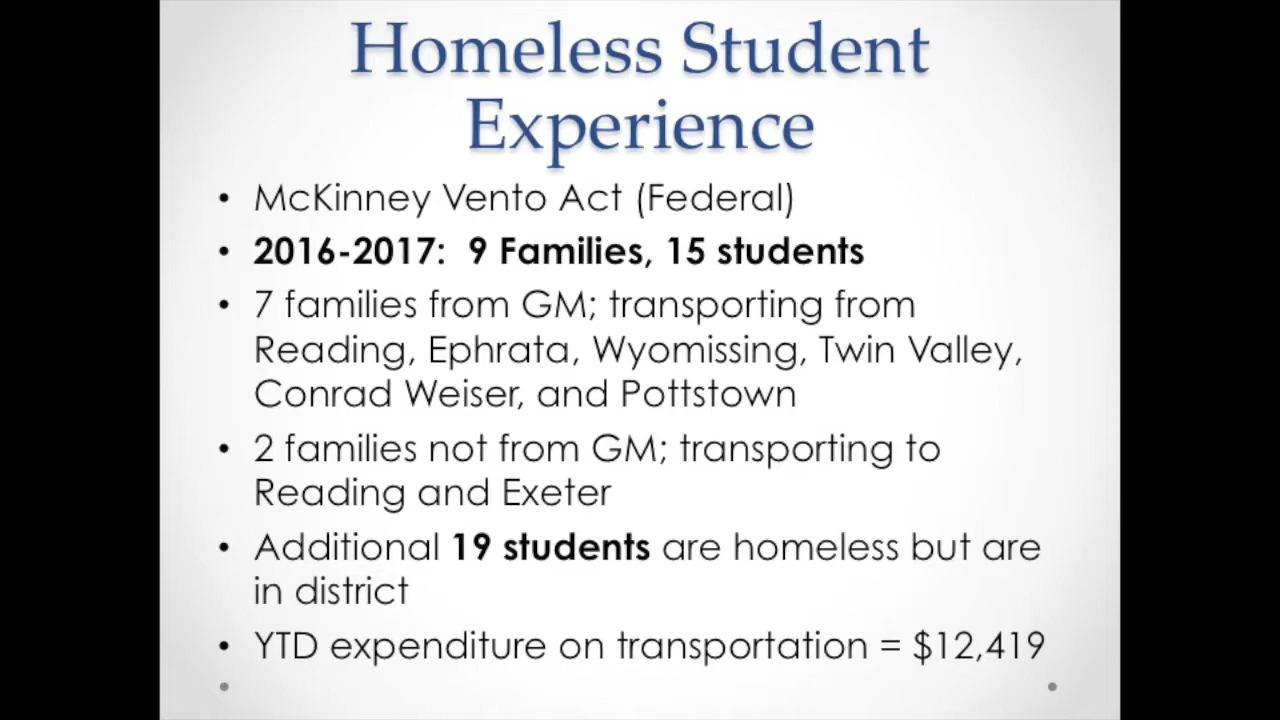 Homeless Student
Experience
• McKinney Vento Act (Federal)
• 2016-2017:  9 Families, 15 students
• 7 families from GM; transporting from
Reading, Ephrata, Wyomissing, Twin Valley,
Conrad Weiser, and Pottstown
• 2 families not from GM; transporting to
Reading and Exeter
• Additional 19 students are homeless but are
in district
• YTD expenditure on transportation = $12,419